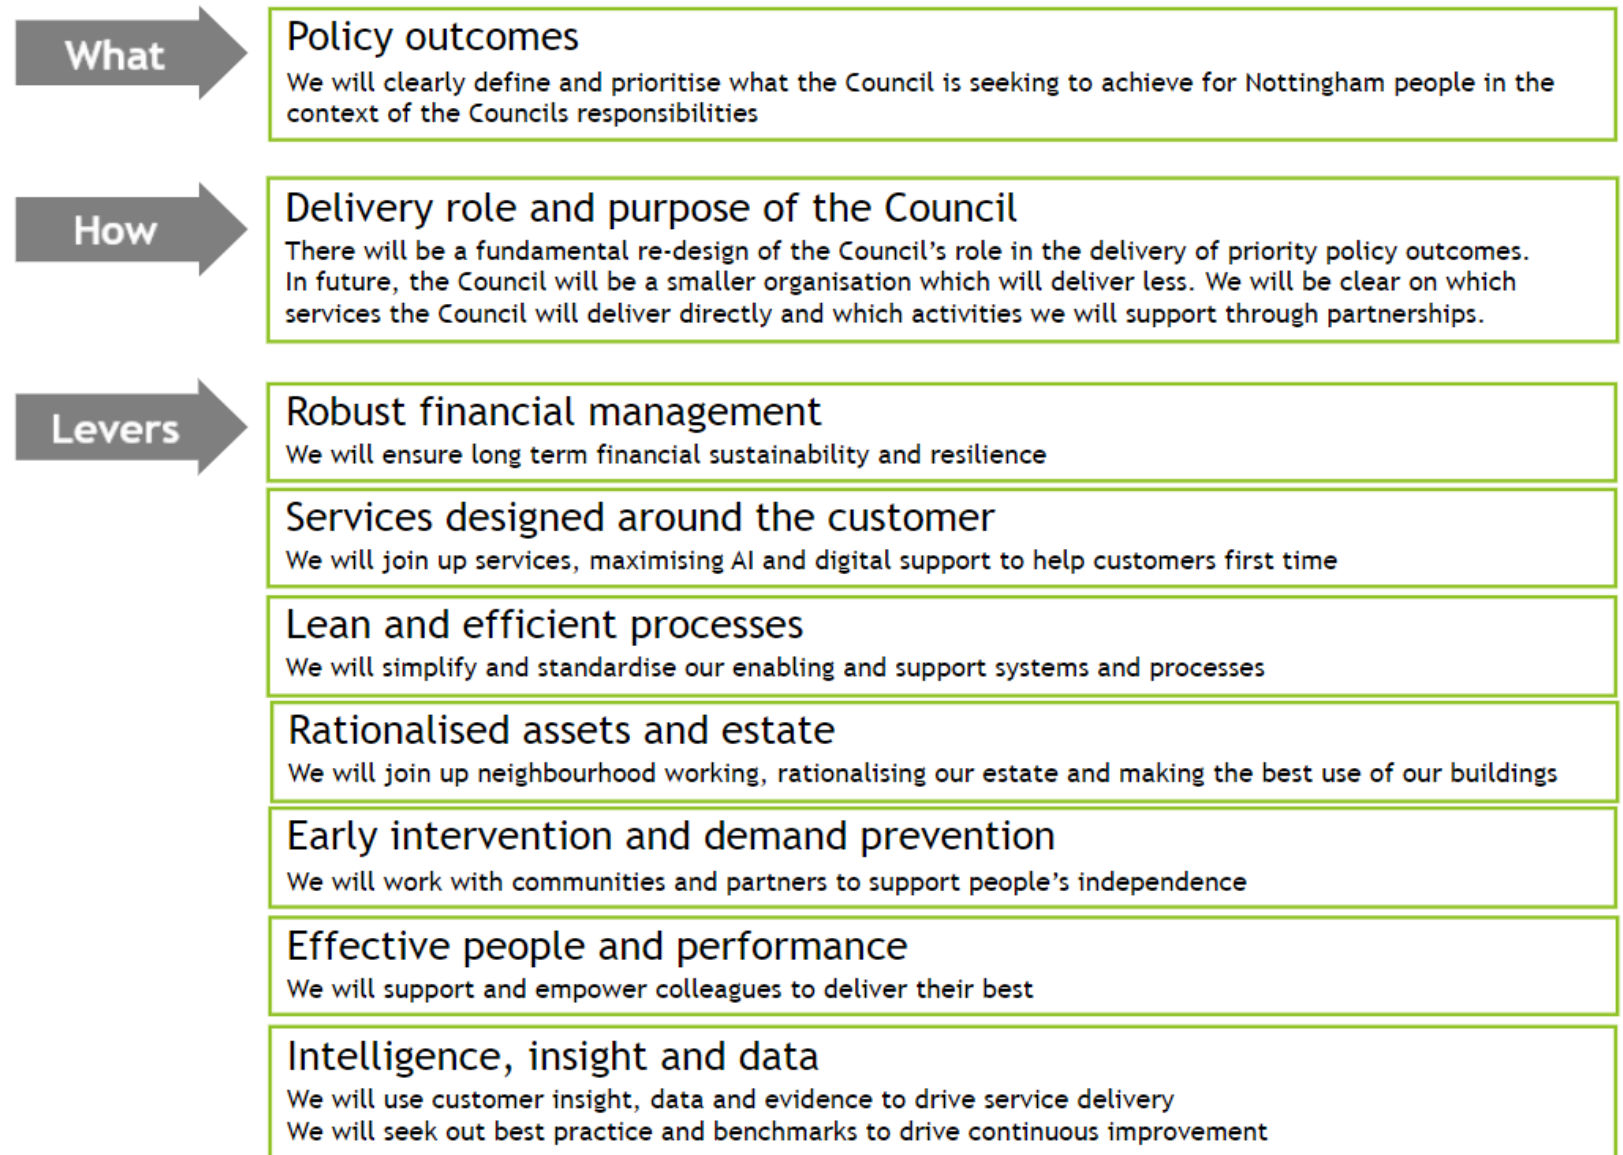 What
Policy outcomes
We will clearly define and prioritise what the Council is seeking to achieve for Nottingham people in the
context of the Councils responsibilities
How
Delivery role and purpose of the Council
There will be a fundamental re-design of the Council’s role in the delivery of priority policy outcomes.
In future, the Council will be a smaller organisation which will deliver less. We will be clear on which
services the Council will deliver directly and which activities we will support through partnerships.
Levers
Robust financial management
We will ensure long term financial sustainability and resilience
Services designed around the customer
We will join up services, maximising AI and digital support to help customers first time
Lean and efficient processes
We will simplify and standardise our enabling and support systems and processes
Rationalised assets and estate
We will join up neighbourhood working, rationalising our estate and making the best use of our buildings
Early intervention and demand prevention
We will work with communities and partners to support people’s independence
Effective people and performance
We will support and empower colleagues to deliver their best
Intelligence, insight and data
We will use customer insight, data and evidence to drive service delivery
We will seek out best practice and benchmarks to drive continuous improvement